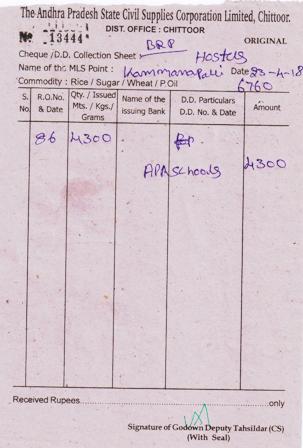 The Andhra Pradesh State Civil Supplies Corporation Limited, Chittoor.
DIST. OFFICE : CHITTOOR
№ 13444 ORIGINAL
BRP
Cheque /D.D. Collection Sheet : Hostels
Name of the MLS Point : Kammanapalli Date 23-4-18
Commodity : Rice / Sugar / Wheat / P.Oil 6760
S. No. R.O.No. & Date Qty. / Issued Mts. / Kgs./ Grams Name of the issuing Bank D.D. Particulars D.D. No. & Date Amount
86 4300
APRSchools 4300
Received Rupees only
Signature of Godown Deputy Tahsildar (CS)
(With Seal)